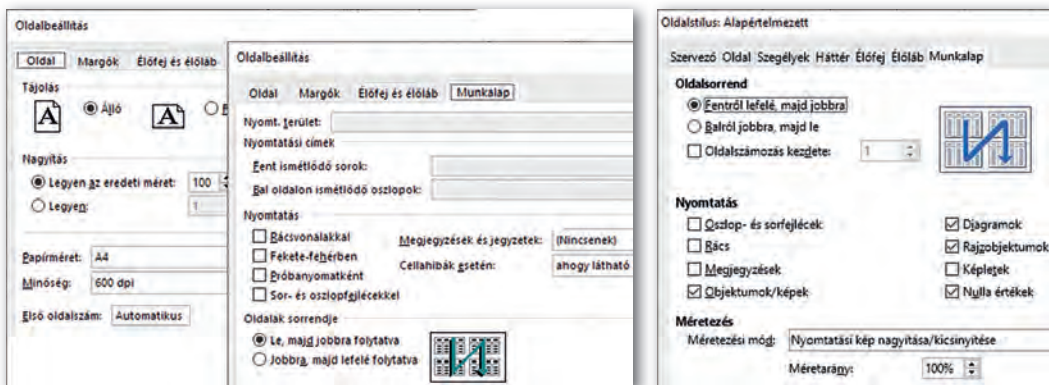 Oldalbeállítás
Oldal Margók Élőfej és élőláb
Tájolás
A Álló A
Nagyítás
Legyen az eredeti méret: 100
Legyen: 1
Papírméret: A4
Minőség: 600 dpi
Első oldalszám: Automatikus
Oldalbeállítás
Oldal Margók Élőfej és élőláb Munkalap
Nyomt. terület:
Nyomtatási címek
Fent ismétlődő sorok:
Bal oldalon ismétlődő oszlopok:
Nyomtatás
Rácsvonalakkal Megjegyzések és jegyzetek: (Nincsenek)
Fekete-fehérben Cellahibák esetén: ahogy látható
Próbanyomatként
Sor- és oszlopfejlécekkel
Oldalak sorrendje
Le, majd jobbra folytatva
Jobbra, majd lefelé folytatva
Oldalstílus: Alapértelmezett
Szervező Oldal Szegélyek Háttér Élőfej Élőláb Munkalap
Oldalsorrend
Fentről lefelé, majd jobbra
Balról jobbra, majd le
Oldalszámozás kezdete: 1
Nyomtatás
Oszlop- és sorfejlécek Diagramok
Rács Rajzobjektumok
Megjegyzések Képletek
Objektumok/képek Nulla értékek
Méretezés
Méretezési mód: Nyomtatási kép nagyítása/kicsinyítése
Méretarány: 100%